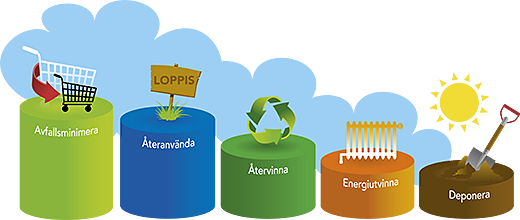 Avfallsminimera
LOPPIS
Återanvända
Återvinna
Energiutvinna
Deponera